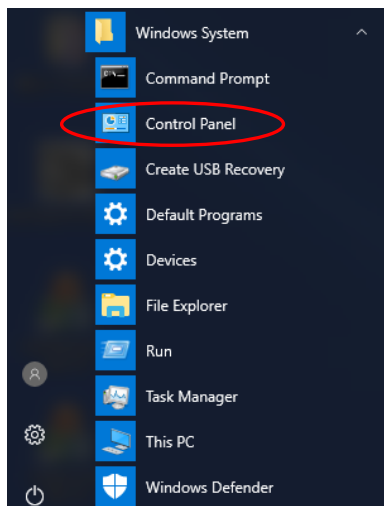 Windows System
Command Prompt
Control Panel
Create USB Recovery
Default Programs
Devices
File Explorer
Run
Task Manager
This PC
Windows Defender